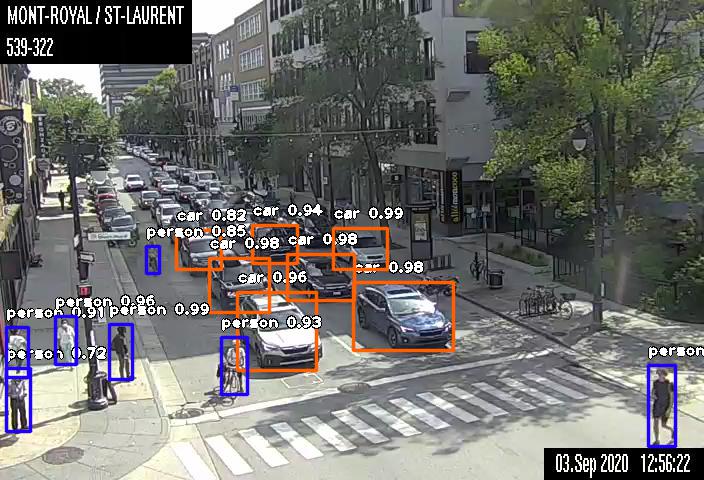 MONT-ROYAL / ST-LAURENT
539-322
car 0.82
car 0.94
car 0.99
person 0.85
car 0.98
car 0.98
car 0.96
car 0.98
person 0.91
person 0.96
person 0.99
person 0.93
person 0.72
person
03.Sep 2020 12:56:22